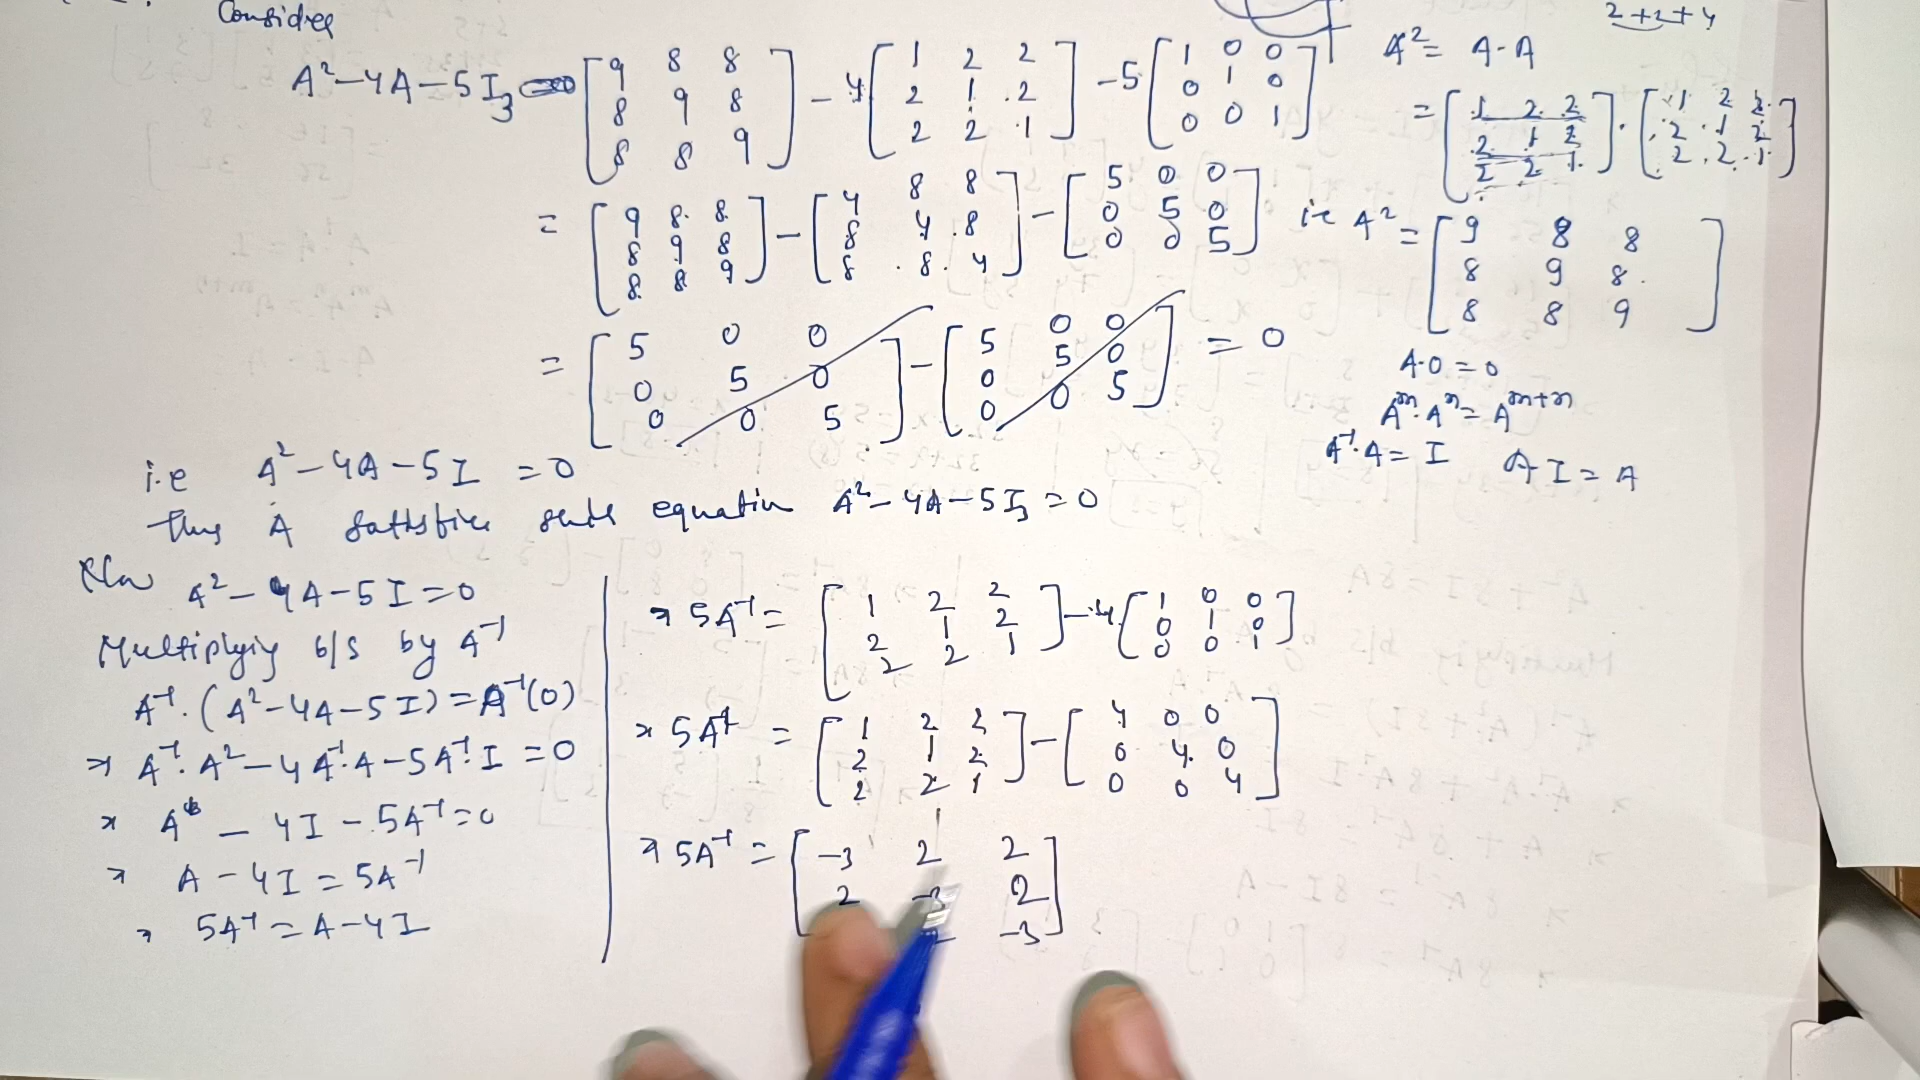 Consider
A²-4A-5I₃ = [9 8 8 8 9 8 8 8 9] - 4[1 2 2 2 1 2 2 2 1] - 5[1 0 0 0 1 0 0 0 1]
= [9 8 8 8 9 8 8 8 9] - [4 8 8 8 4 8 8 8 4] - [5 0 0 0 5 0 0 0 5]
= [5 0 0 0 5 0 0 0 5] - [5 0 0 0 5 0 0 0 5] = 0
i.e A²-4A-5I = 0
thus A satisfies equation A²-4A-5I₃ = 0
2+2+4
A² = A·A
= [1 2 2 2 1 2 2 2 1]·[1 2 2 2 1 2 2 2 1]
ie A² = [9 8 8 8 9 8 8 8 9]
A·0 = 0
Aᵐ·Aⁿ = Aᵐ⁺ⁿ
A⁻¹·A = I AI = A
A²-4A-5I = 0
Multiplying b/s by A⁻¹
A⁻¹·(A²-4A-5I) = A⁻¹(0)
⇒ A⁻¹·A²-4A⁻¹·A-5A⁻¹·I = 0
⇒ A - 4I - 5A⁻¹ = 0
⇒ A - 4I = 5A⁻¹
⇒ 5A⁻¹ = A-4I
⇒ 5A⁻¹ = [1 2 2 2 1 2 2 2 1] - 4[1 0 0 0 1 0 0 0 1]
⇒ 5A⁻¹ = [1 2 2 2 1 2 2 2 1] - [4 0 0 0 4 0 0 0 4]
⇒ 5A⁻¹ = [-3 2 2 2 -3 2 2 -3]